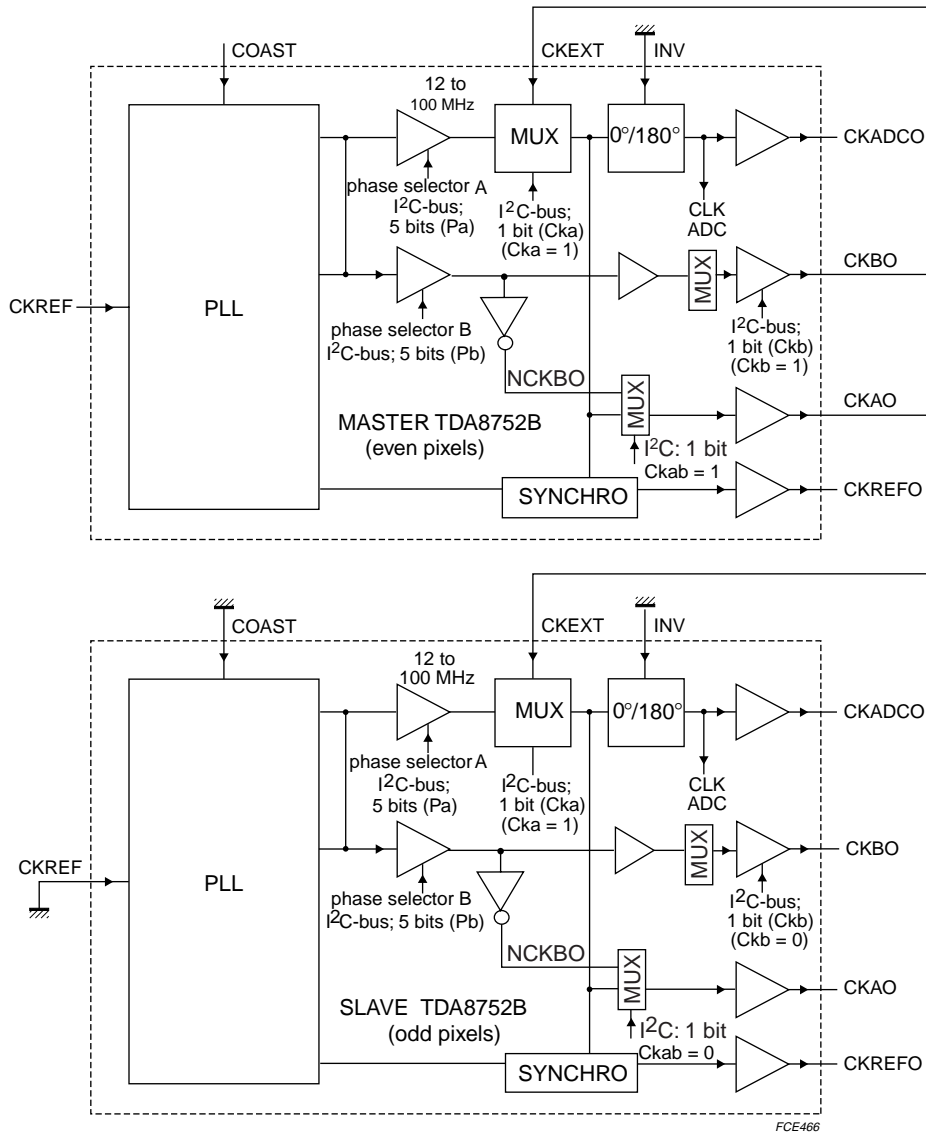 COAST
CKEXT
INV
12 to
100 MHz
MUX
0°/180°
CKADCO
phase selector A
I²C-bus;
5 bits (Pa)
I²C-bus;
1 bit (Cka)
(Cka = 1)
CLK
ADC
CKREF
PLL
MUX
CKBO
phase selector B
I²C-bus; 5 bits (Pb)
I²C-bus;
1 bit (Ckb)
(Ckb = 1)
NCKBO
MUX
CKAO
MASTER TDA8752B
(even pixels)
I²C: 1 bit
Ckab = 1
SYNCHRO
CKREFO
COAST
CKEXT
INV
12 to
100 MHz
MUX
0°/180°
CKADCO
phase selector A
I²C-bus;
5 bits (Pa)
I²C-bus;
1 bit (Cka)
(Cka = 1)
CLK
ADC
CKREF
PLL
MUX
CKBO
phase selector B
I²C-bus; 5 bits (Pb)
I²C-bus;
1 bit (Ckb)
(Ckb = 0)
NCKBO
MUX
CKAO
SLAVE TDA8752B
(odd pixels)
I²C: 1 bit
Ckab = 0
SYNCHRO
CKREFO
FCE466